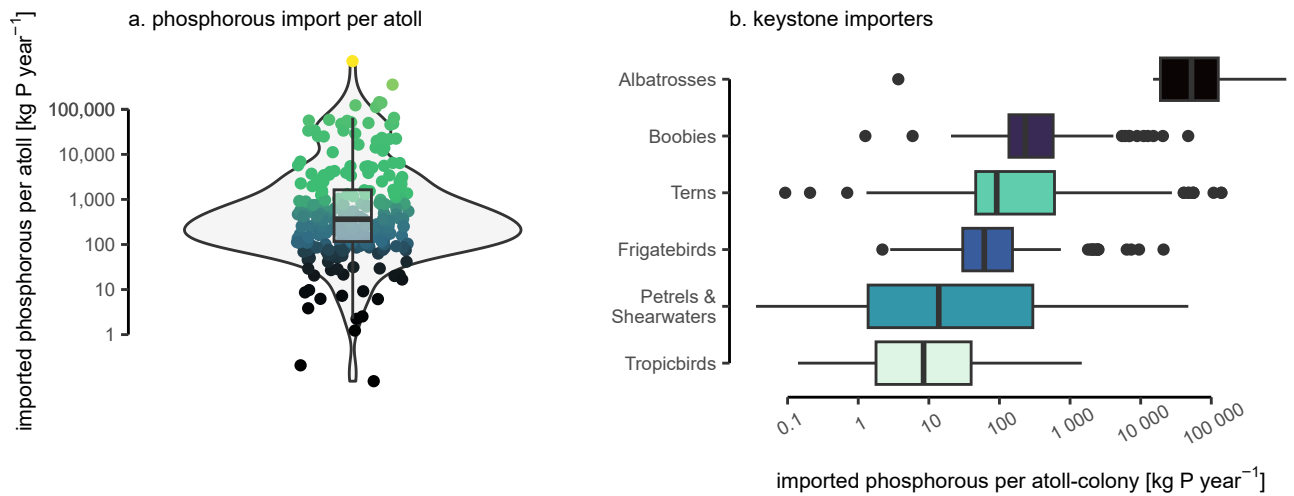 a. phosphorous import per atoll
imported phosphorous per atoll [kg P year⁻¹]
100,000
10,000
1,000
100
10
1
b. keystone importers
Albatrosses
Boobies
Terns
Frigatebirds
Petrels &
Shearwaters
Tropicbirds
0.1
1
10
100
1 000
10 000
100 000
imported phosphorous per atoll-colony [kg P year⁻¹]